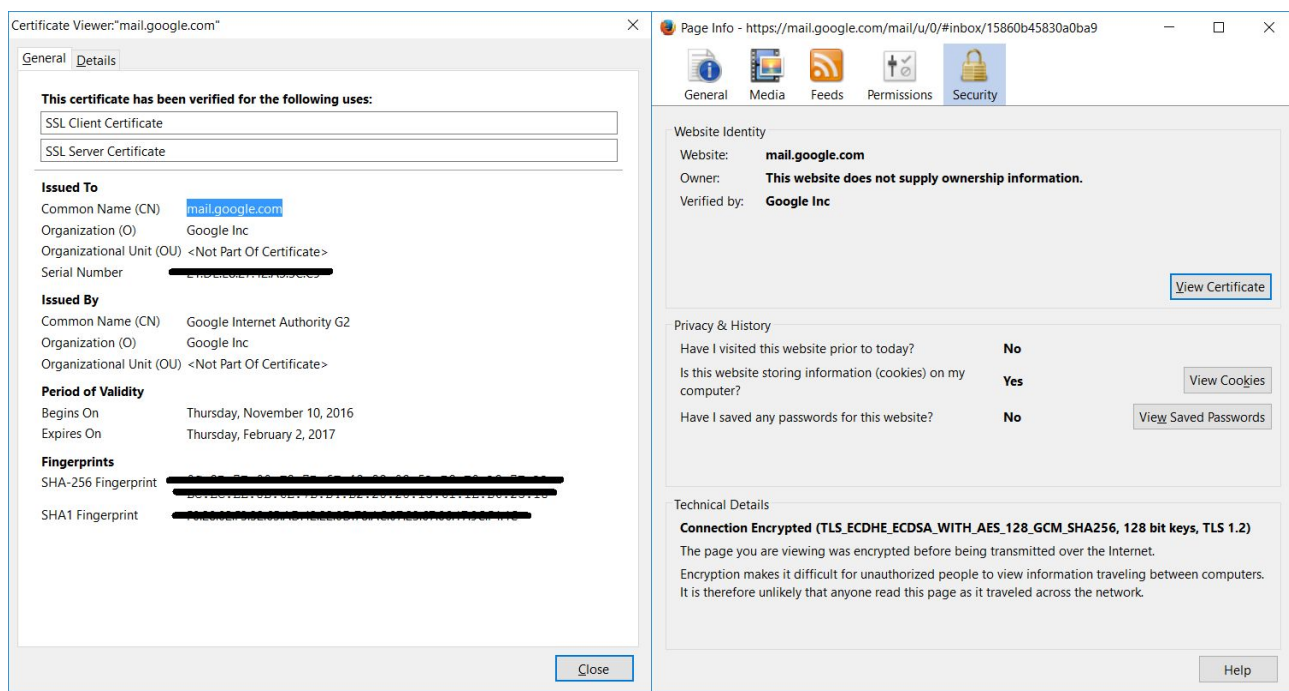 Certificate Viewer:"mail.google.com"
General Details
This certificate has been verified for the following uses:
SSL Client Certificate
SSL Server Certificate
Issued To
Common Name (CN) mail.google.com
Organization (O) Google Inc
Organizational Unit (OU) <Not Part Of Certificate>
Serial Number
Issued By
Common Name (CN) Google Internet Authority G2
Organization (O) Google Inc
Organizational Unit (OU) <Not Part Of Certificate>
Period of Validity
Begins On Thursday, November 10, 2016
Expires On Thursday, February 2, 2017
Fingerprints
SHA-256 Fingerprint
SHA1 Fingerprint
Close
Page Info - https://mail.google.com/mail/u/0/#inbox/15860b45830a0ba9
General Media Feeds Permissions Security
Website Identity
Website: mail.google.com
Owner: This website does not supply ownership information.
Verified by: Google Inc
View Certificate
Privacy & History
Have I visited this website prior to today? No
Is this website storing information (cookies) on my
computer? Yes View Cookies
Have I saved any passwords for this website? No View Saved Passwords
Technical Details
Connection Encrypted (TLS_ECDHE_ECDSA_WITH_AES_128_GCM_SHA256, 128 bit keys, TLS 1.2)
The page you are viewing was encrypted before being transmitted over the Internet.
Encryption makes it difficult for unauthorized people to view information traveling between computers.
It is therefore unlikely that anyone read this page as it traveled across the network.
Help